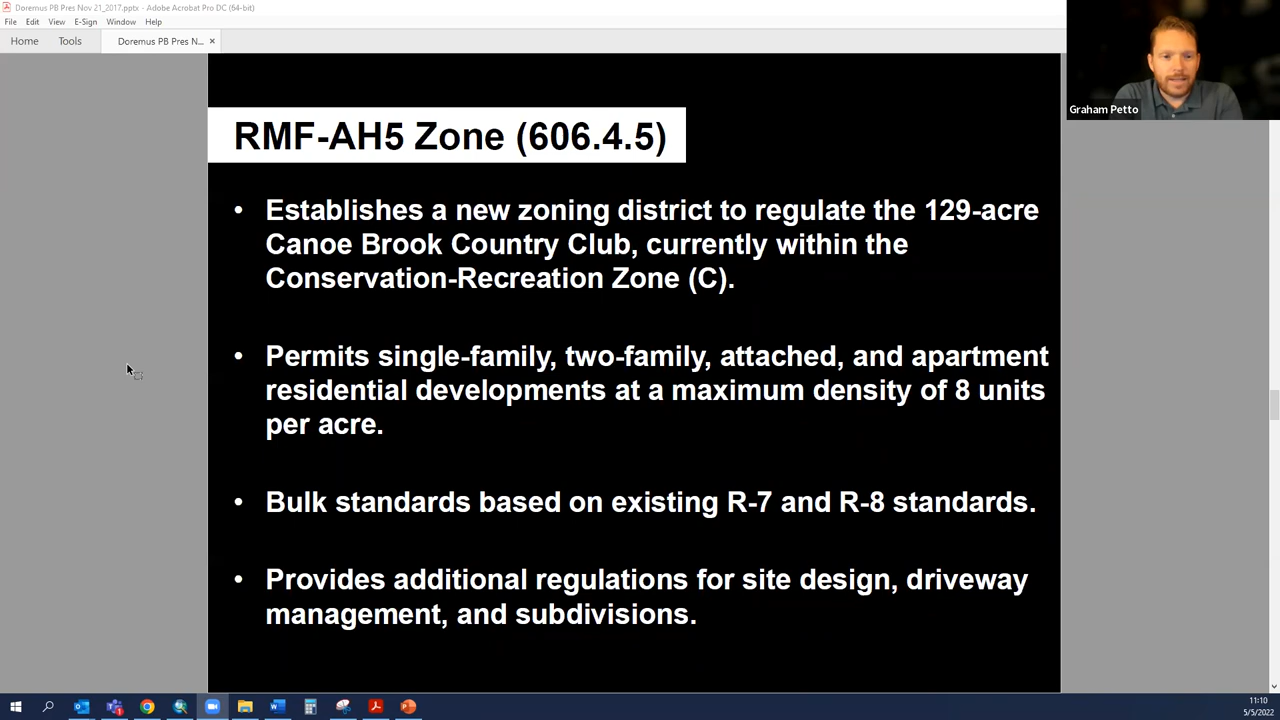 Doremus PB Pres Nov 21_2017.pptx - Adobe Acrobat Pro DC (64-bit)
File Edit View E-Sign Window Help
Home Tools Doremus PB Pres N... ×
Graham Petto
RMF-AH5 Zone (606.4.5)
• Establishes a new zoning district to regulate the 129-acre
Canoe Brook Country Club, currently within the
Conservation-Recreation Zone (C).
• Permits single-family, two-family, attached, and apartment
residential developments at a maximum density of 8 units
per acre.
• Bulk standards based on existing R-7 and R-8 standards.
• Provides additional regulations for site design, driveway
management, and subdivisions.
11:10
5/5/2022